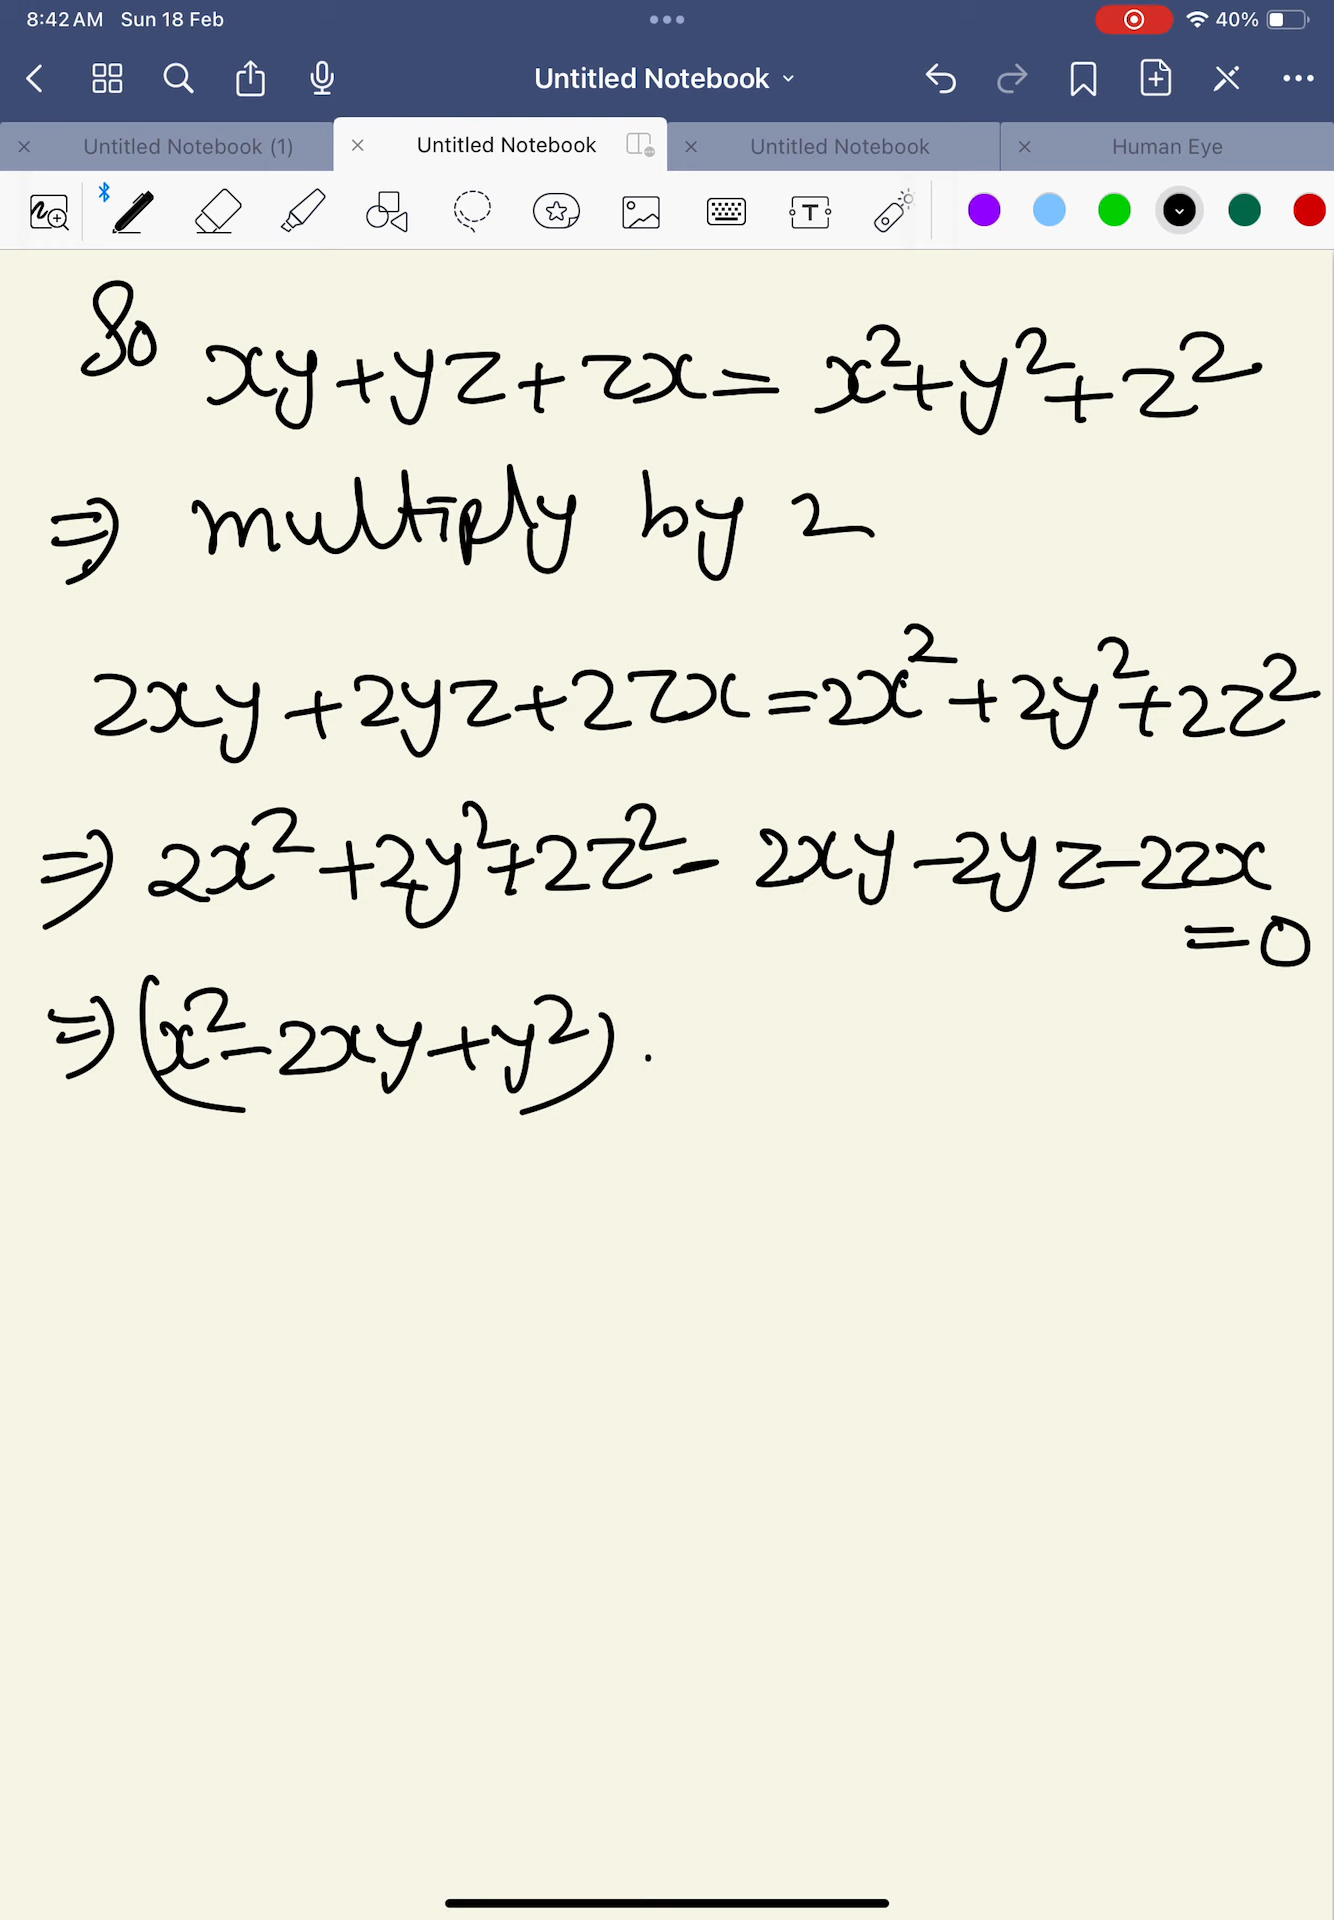 8:42 AM Sun 18 Feb
40%
Untitled Notebook
Untitled Notebook (1)
Untitled Notebook
Untitled Notebook
Human Eye
T
So xy+yz+zx= x²+y²+z²
⇒ multiply by 2
2xy+2yz+2zx=2x²+2y²+2z²
⇒ 2x²+2y²+2z²- 2xy-2yz-2zx
=0
⇒(x²-2xy+y²).